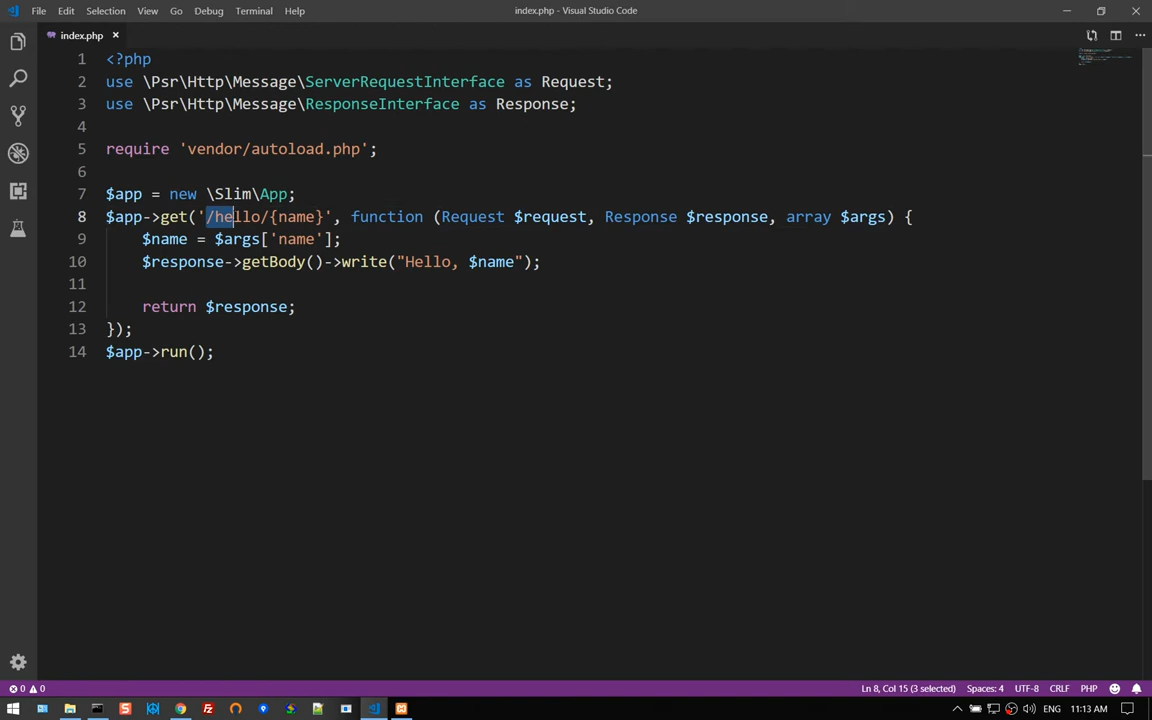 File Edit Selection View Go Debug Terminal Help
index.php - Visual Studio Code
index.php
1 <?php
2 use \Psr\Http\Message\ServerRequestInterface as Request;
3 use \Psr\Http\Message\ResponseInterface as Response;
4
5 require 'vendor/autoload.php';
6
7 $app = new \Slim\App;
8 $app->get('/hello/{name}', function (Request $request, Response $response, array $args) {
9 $name = $args['name'];
10 $response->getBody()->write("Hello, $name");
11
12 return $response;
13 });
14 $app->run();
0 0
Ln 8, Col 15 (3 selected) Spaces: 4 UTF-8 CRLF PHP
ENG 11:13 AM